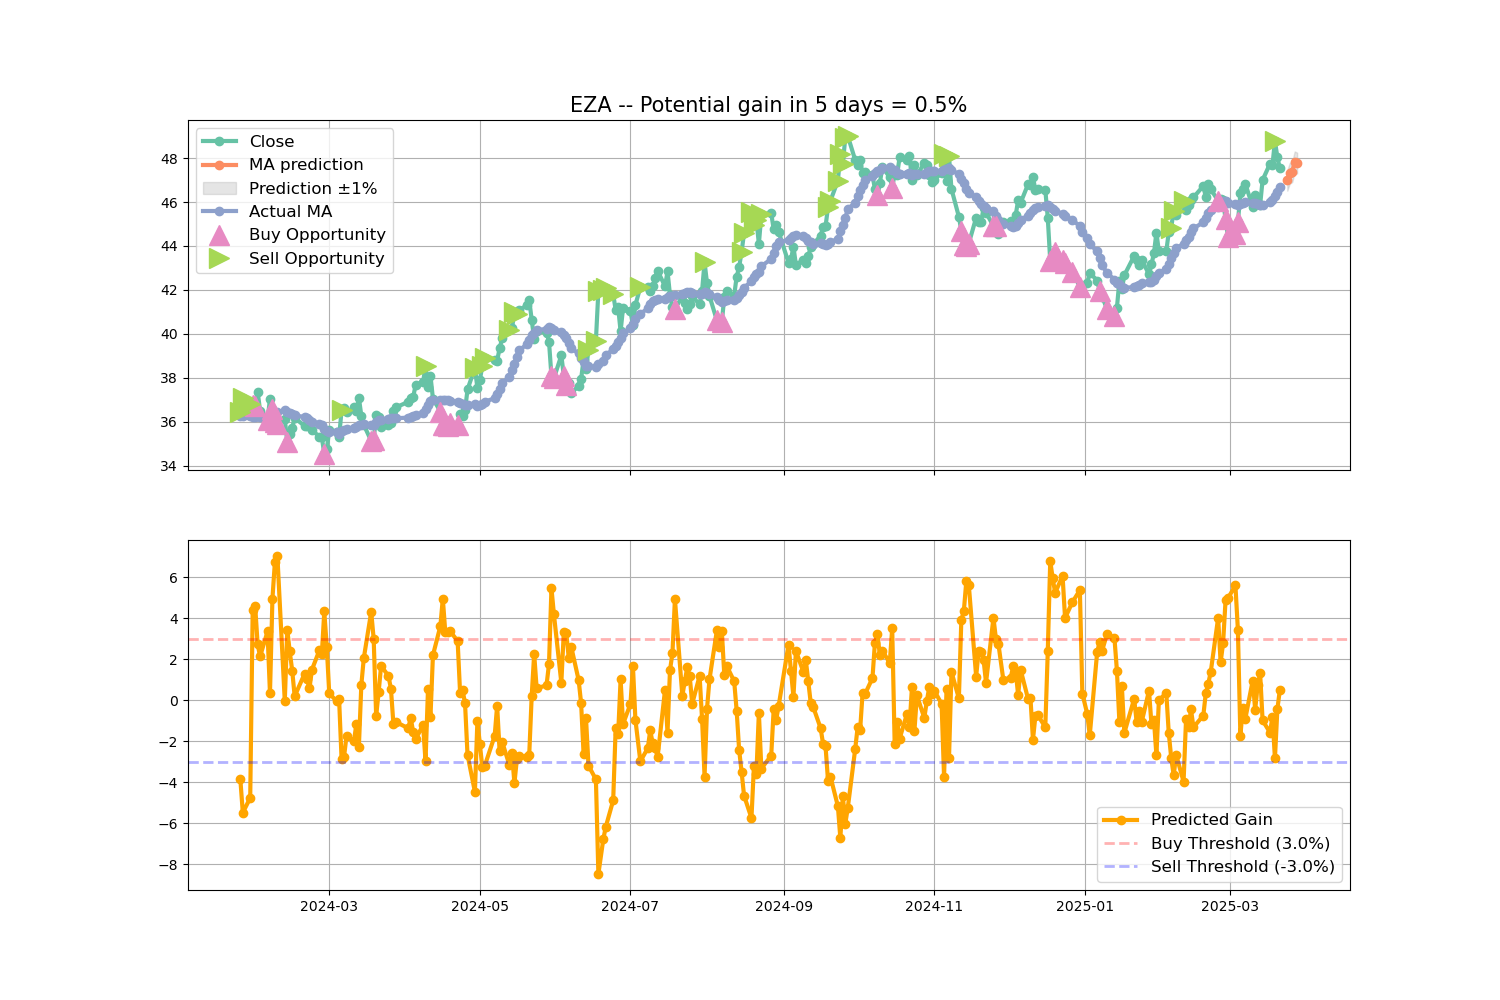 EZA -- Potential gain in 5 days = 0.5%
Close
MA prediction
Prediction ±1%
Actual MA
Buy Opportunity
Sell Opportunity
48
46
44
42
40
38
36
34
6
4
2
0
−2
−4
−6
−8
Predicted Gain
Buy Threshold (3.0%)
Sell Threshold (-3.0%)
2024-03 2024-05 2024-07 2024-09 2024-11 2025-01 2025-03